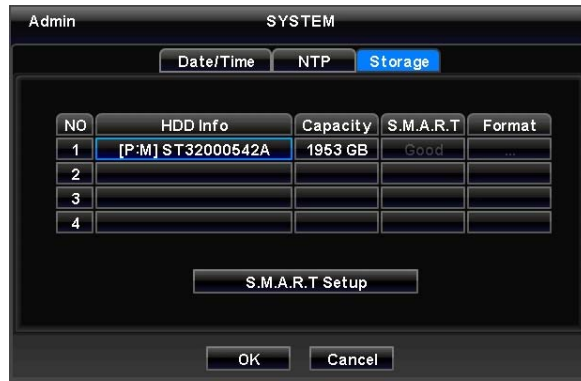 Admin SYSTEM
Date/Time NTP Storage
NO HDD Info Capacity S.M.A.R.T Format
1 [P:M] ST32000542A 1953 GB Good ...
2
3
4
S.M.A.R.T Setup
OK Cancel